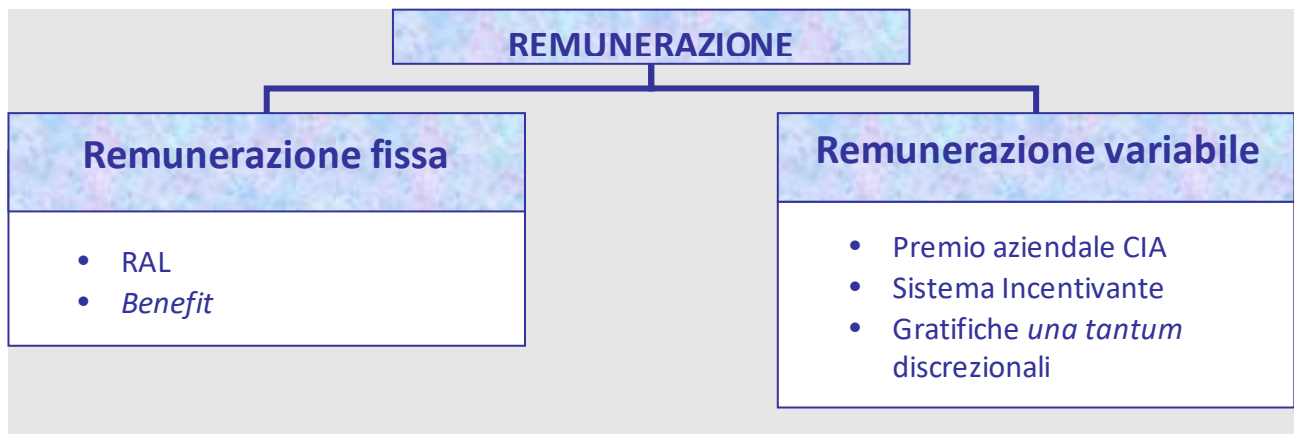 REMUNERAZIONE
Remunerazione fissa
• RAL
• Benefit
Remunerazione variabile
• Premio aziendale CIA
• Sistema Incentivante
• Gratifiche una tantum
discrezionali